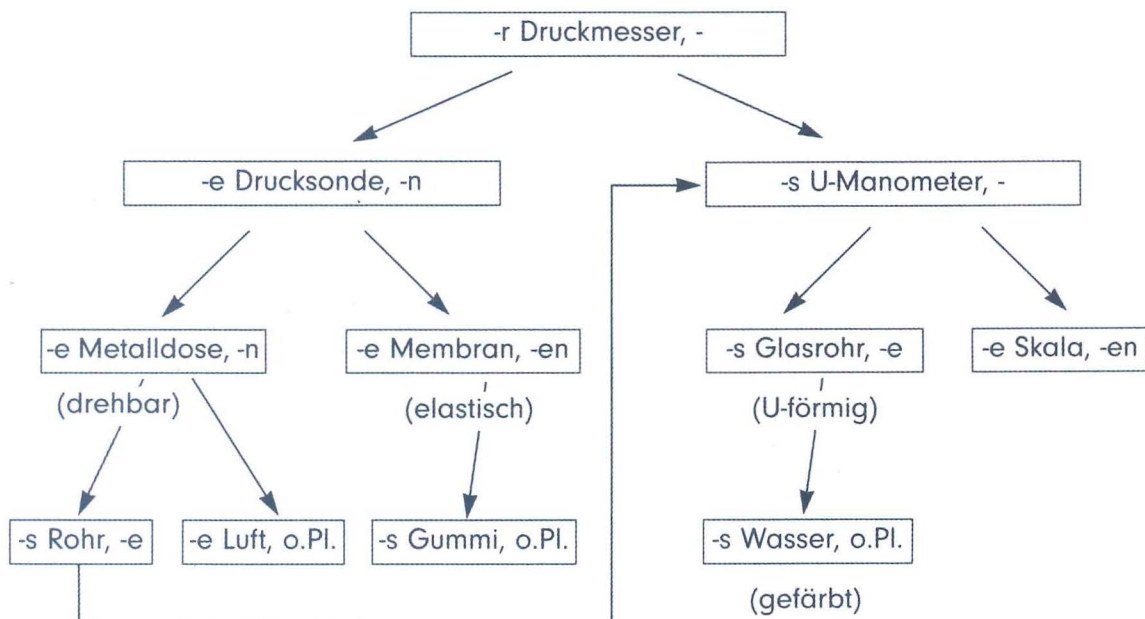 -r Druckmesser, -
-e Drucksonde, -n
-s U-Manometer, -
-e Metalldose, -n
-e Membran, -en
-s Glasrohr, -e
-e Skala, -en
(drehbar)
(elastisch)
(U-förmig)
-s Rohr, -e
-e Luft, o.Pl.
-s Gummi, o.Pl.
-s Wasser, o.Pl.
(gefärbt)